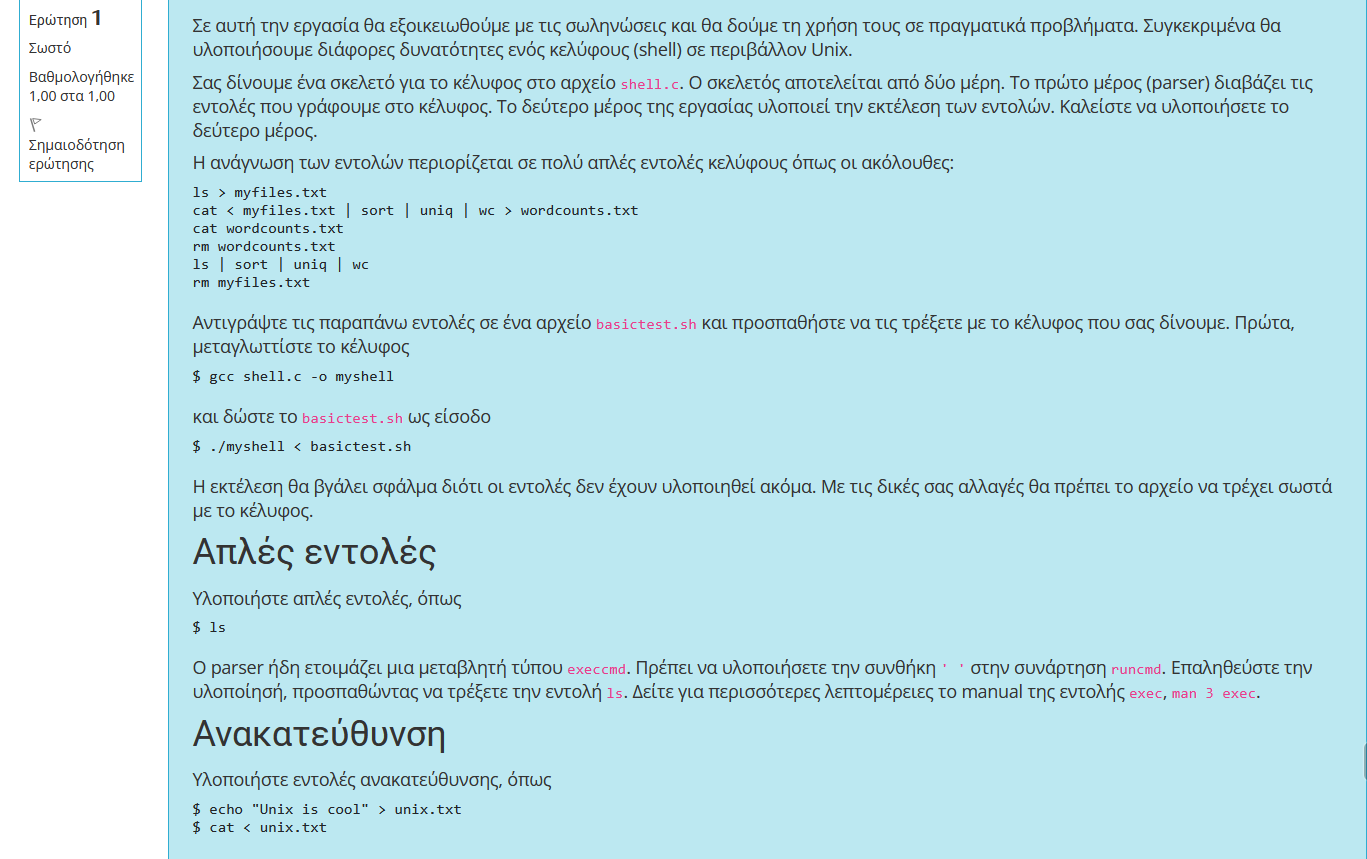 Ερώτηση 1
Σωστό
Βαθμολογήθηκε
1,00 στα 1,00
Σημαιοδότηση
ερώτησης
Σε αυτή την εργασία θα εξοικειωθούμε με τις σωληνώσεις και θα δούμε τη χρήση τους σε πραγματικά προβλήματα. Συγκεκριμένα θα
υλοποιήσουμε διάφορες δυνατότητες ενός κελύφους (shell) σε περιβάλλον Unix.
Σας δίνουμε ένα σκελετό για το κέλυφος στο αρχείο shell.c. Ο σκελετός αποτελείται από δύο μέρη. Το πρώτο μέρος (parser) διαβάζει τις
εντολές που γράφουμε στο κέλυφος. Το δεύτερο μέρος της εργασίας υλοποιεί την εκτέλεση των εντολών. Καλείστε να υλοποιήσετε το
δεύτερο μέρος.
Η ανάγνωση των εντολών περιορίζεται σε πολύ απλές εντολές κελύφους όπως οι ακόλουθες:
ls > myfiles.txt
cat < myfiles.txt | sort | uniq | wc > wordcounts.txt
cat wordcounts.txt
rm wordcounts.txt
ls | sort | uniq | wc
rm myfiles.txt
Αντιγράψτε τις παραπάνω εντολές σε ένα αρχείο basictest.sh και προσπαθήστε να τις τρέξετε με το κέλυφος που σας δίνουμε. Πρώτα,
μεταγλωττίστε το κέλυφος
$ gcc shell.c -o myshell
και δώστε το basictest.sh ως είσοδο
$ ./myshell < basictest.sh
Η εκτέλεση θα βγάλει σφάλμα διότι οι εντολές δεν έχουν υλοποιηθεί ακόμα. Με τις δικές σας αλλαγές θα πρέπει το αρχείο να τρέχει σωστά
με το κέλυφος.
Απλές εντολές
Υλοποιήστε απλές εντολές, όπως
$ ls
Ο parser ήδη ετοιμάζει μια μεταβλητή τύπου execcmd. Πρέπει να υλοποιήσετε την συνθήκη ' ' στην συνάρτηση runcmd. Επαληθεύστε την
υλοποίησή, προσπαθώντας να τρέξετε την εντολή ls. Δείτε για περισσότερες λεπτομέρειες το manual της εντολής exec, man 3 exec.
Ανακατεύθυνση
Υλοποιήστε εντολές ανακατεύθυνσης, όπως
$ echo "Unix is cool" > unix.txt
$ cat < unix.txt